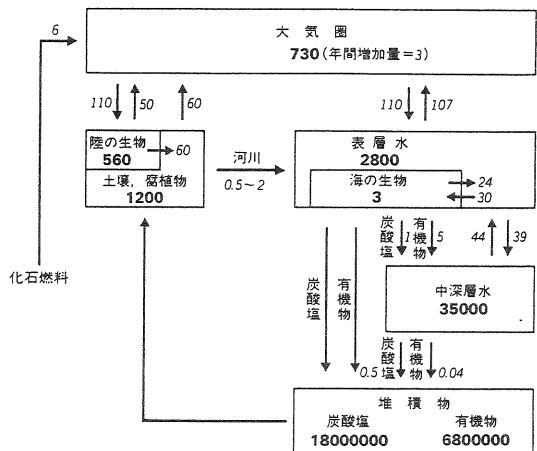 6
大気圏
730(年間増加量=3)
110
50
60
110
107
陸の生物
560
60
土壌，腐植物
1200
河川
0.5~2
表層水
2800
海の生物
3
24
30
炭酸塩
1
有機物
5
44
39
化石燃料
炭酸塩
有機物
中深層水
35000
0.5
炭酸塩
有機物
0.04
堆積物
炭酸塩
有機物
18000000
6800000